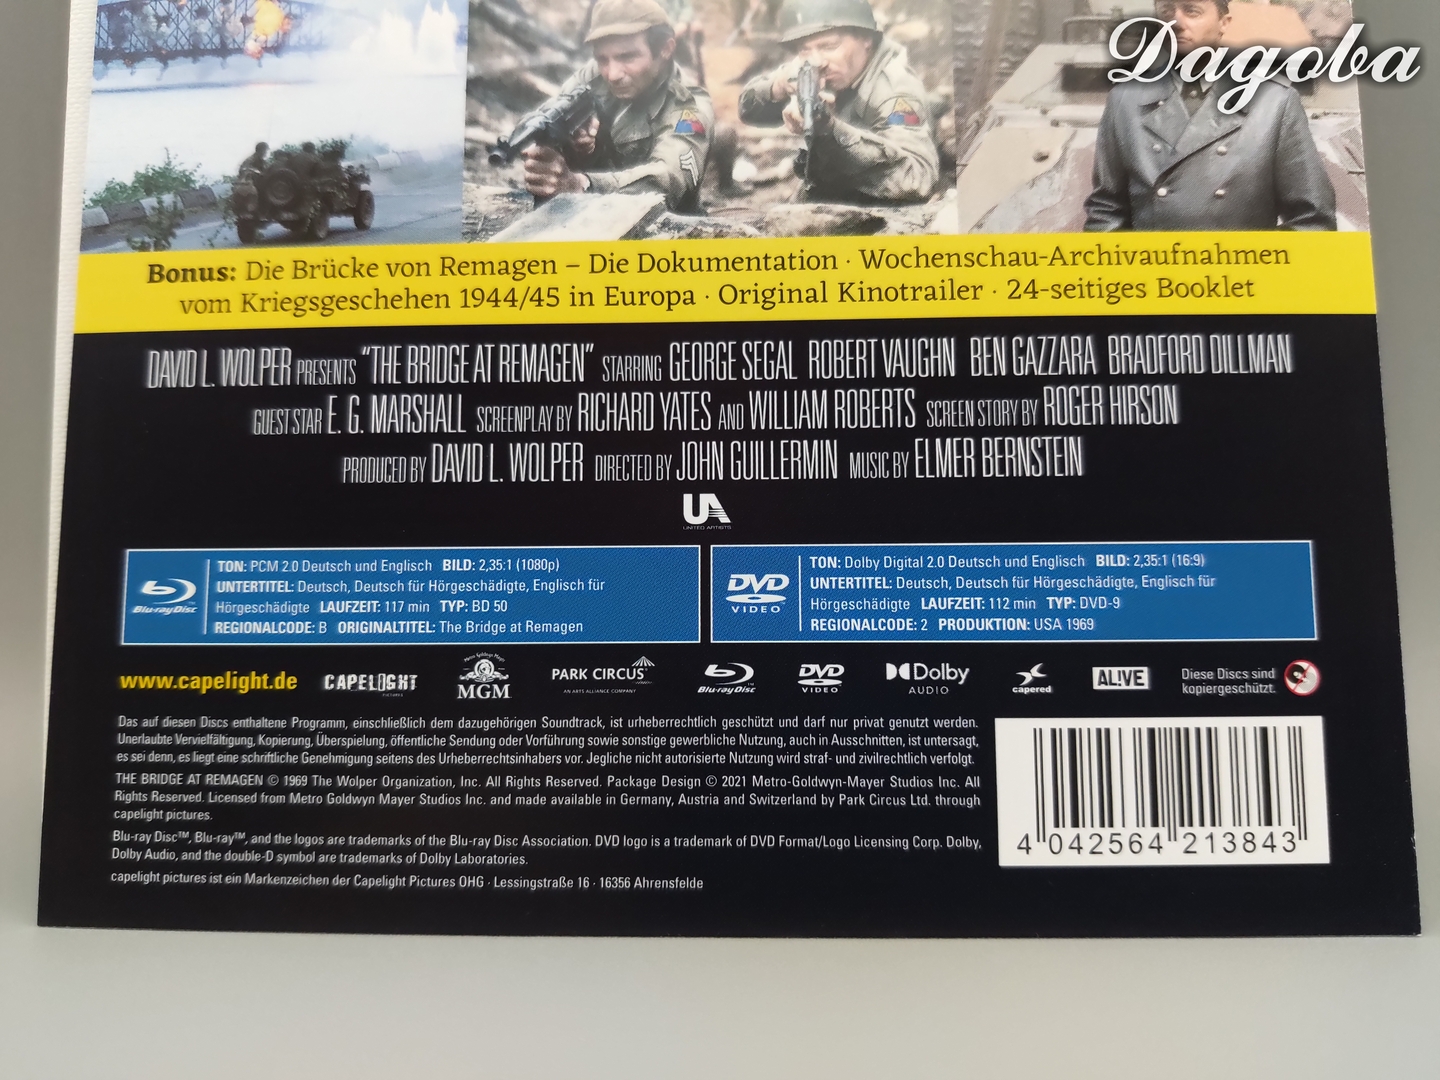 Dagoba
Bonus: Die Brücke von Remagen – Die Dokumentation · Wochenschau-Archivaufnahmen
vom Kriegsgeschehen 1944/45 in Europa · Original Kinotrailer · 24-seitiges Booklet
DAVID L. WOLPER PRESENTS "THE BRIDGE AT REMAGEN" STARRING GEORGE SEGAL ROBERT VAUGHN BEN GAZZARA BRADFORD DILLMAN
GUEST STAR E. G. MARSHALL SCREENPLAY BY RICHARD YATES AND WILLIAM ROBERTS SCREEN STORY BY ROGER HIRSON
PRODUCED BY DAVID L. WOLPER DIRECTED BY JOHN GUILLERMIN MUSIC BY ELMER BERNSTEIN
UA
UNITED ARTISTS
Blu-ray Disc
TON: PCM 2.0 Deutsch und Englisch BILD: 2,35:1 (1080p)
UNTERTITEL: Deutsch, Deutsch für Hörgeschädigte, Englisch für
Hörgeschädigte LAUFZEIT: 117 min TYP: BD 50
REGIONALCODE: B ORIGINALTITEL: The Bridge at Remagen
DVD
VIDEO
TON: Dolby Digital 2.0 Deutsch und Englisch BILD: 2,35:1 (16:9)
UNTERTITEL: Deutsch, Deutsch für Hörgeschädigte, Englisch für
Hörgeschädigte LAUFZEIT: 112 min TYP: DVD-9
REGIONALCODE: 2 PRODUKTION: USA 1969
www.capelight.de
CAPELIGHT
PICTURES
MGM
PARK CIRCUS
AN ARTS ALLIANCE COMPANY
Blu-ray Disc
DVD
VIDEO
Dolby
AUDIO
capered
AL!VE
Diese Discs sind
kopiergeschützt.
Das auf diesen Discs enthaltene Programm, einschließlich dem dazugehörigen Soundtrack, ist urheberrechtlich geschützt und darf nur privat genutzt werden.
Unerlaubte Vervielfältigung, Kopierung, Überspielung, öffentliche Sendung oder Vorführung sowie sonstige gewerbliche Nutzung, auch in Ausschnitten, ist untersagt,
es sei denn, es liegt eine schriftliche Genehmigung seitens des Urheberrechtsinhabers vor. Jegliche nicht autorisierte Nutzung wird straf- und zivilrechtlich verfolgt.
THE BRIDGE AT REMAGEN © 1969 The Wolper Organization, Inc. All Rights Reserved. Package Design © 2021 Metro-Goldwyn-Mayer Studios Inc. All
Rights Reserved. Licensed from Metro Goldwyn Mayer Studios Inc. and made available in Germany, Austria and Switzerland by Park Circus Ltd. through
capelight pictures.
Blu-ray Disc™, Blu-ray™, and the logos are trademarks of the Blu-ray Disc Association. DVD logo is a trademark of DVD Format/Logo Licensing Corp. Dolby,
Dolby Audio, and the double-D symbol are trademarks of Dolby Laboratories.
capelight pictures ist ein Markenzeichen der Capelight Pictures OHG · Lessingstraße 16 · 16356 Ahrensfelde
4 042564 213843